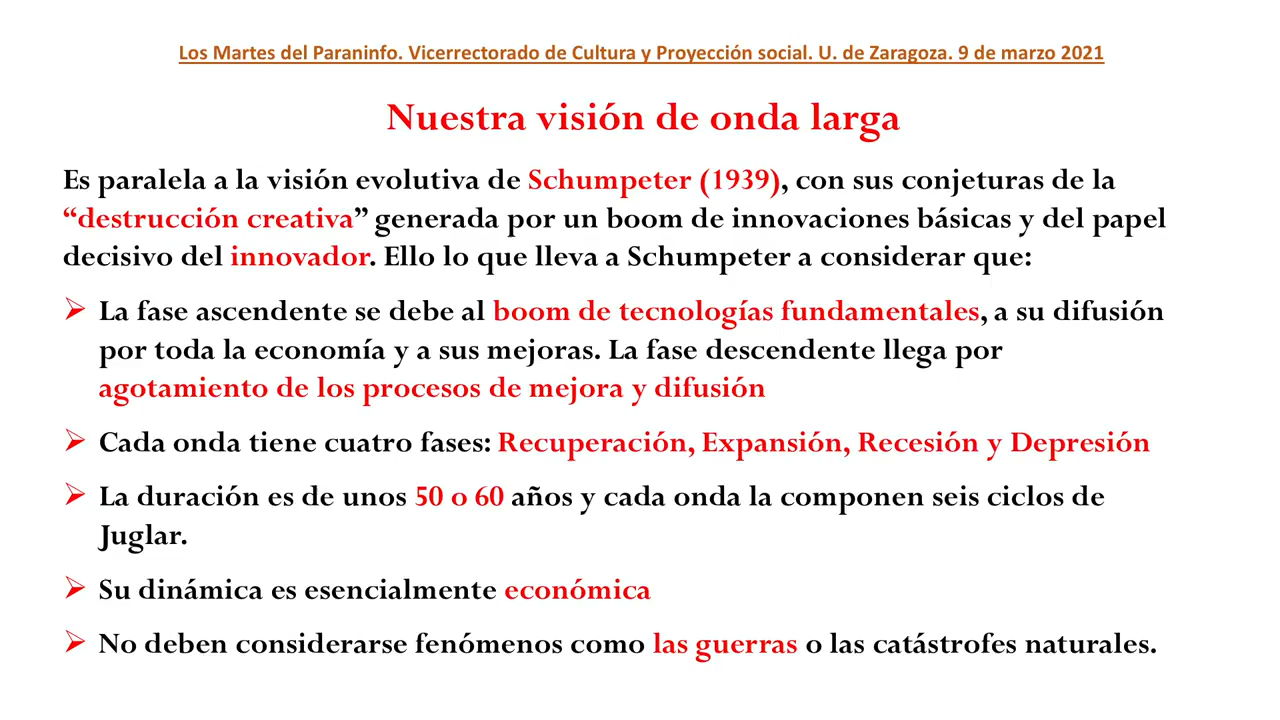 Los Martes del Paraninfo. Vicerrectorado de Cultura y Proyección social. U. de Zaragoza. 9 de marzo 2021
Nuestra visión de onda larga
Es paralela a la visión evolutiva de Schumpeter (1939), con sus conjeturas de la
“destrucción creativa” generada por un boom de innovaciones básicas y del papel
decisivo del innovador. Ello lo que lleva a Schumpeter a considerar que:
➢ La fase ascendente se debe al boom de tecnologías fundamentales, a su difusión
por toda la economía y a sus mejoras. La fase descendente llega por
agotamiento de los procesos de mejora y difusión
➢ Cada onda tiene cuatro fases: Recuperación, Expansión, Recesión y Depresión
➢ La duración es de unos 50 o 60 años y cada onda la componen seis ciclos de
Juglar.
➢ Su dinámica es esencialmente económica
➢ No deben considerarse fenómenos como las guerras o las catástrofes naturales.